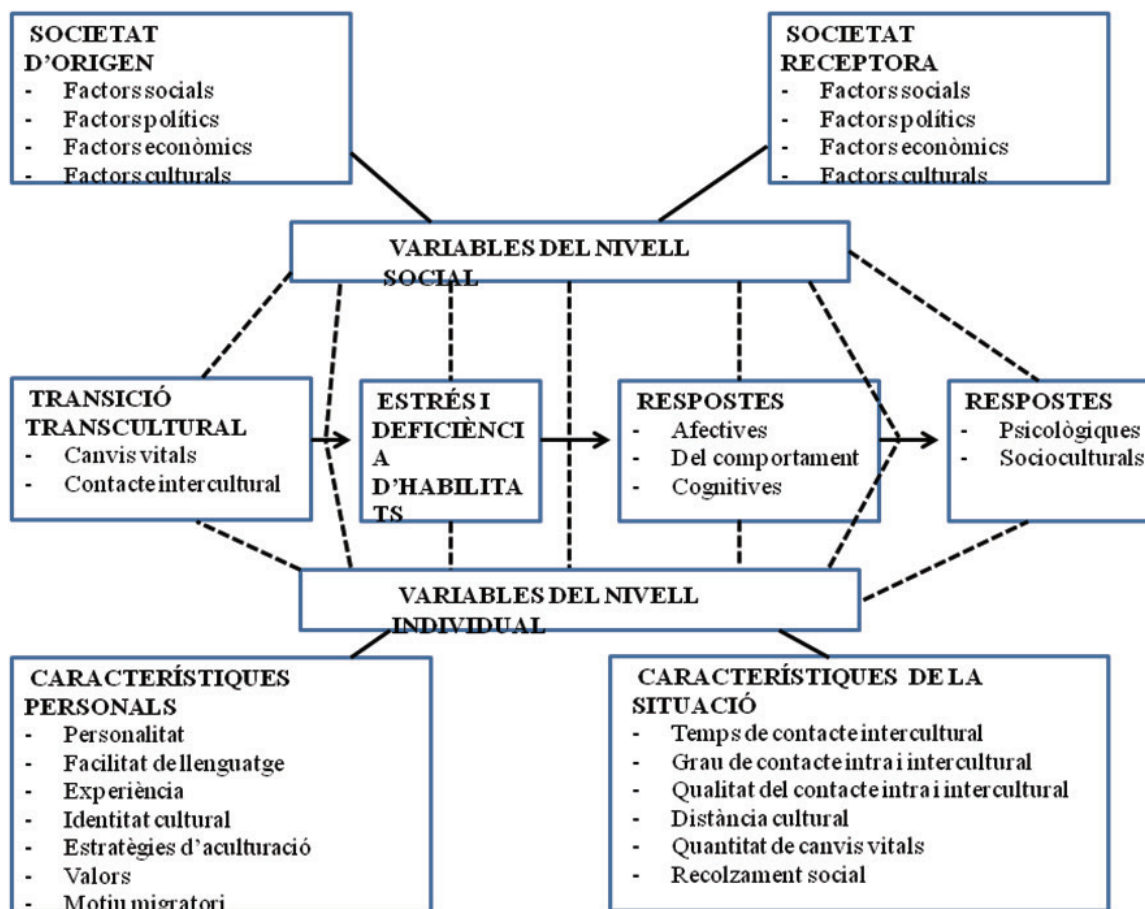 SOCIETAT
D'ORIGEN
- Factors socials
- Factors polítics
- Factors econòmics
- Factors culturals
SOCIETAT
RECEPTORA
- Factors socials
- Factors polítics
- Factors econòmics
- Factors culturals
VARIABLES DEL NIVELL
SOCIAL
TRANSICIÓ
TRANSCULTURAL
- Canvis vitals
- Contacte intercultural
ESTRÉS I
DEFICIÈNCI
A
D'HABILITA
TS
RESPOSTES
- Afectives
- Del comportament
- Cognitives
RESPOSTES
- Psicològiques
- Socioculturals
VARIABLES DEL NIVELL
INDIVIDUAL
CARACTERÍSTIQUES
PERSONALS
- Personalitat
- Facilitat de llenguatge
- Experiència
- Identitat cultural
- Estratègies d'aculturació
- Valors
- Motiu migratori
CARACTERÍSTIQUES DE LA
SITUACIÓ
- Temps de contacte intercultural
- Grau de contacte intra i intercultural
- Qualitat del contacte intra i intercultural
- Distància cultural
- Quantitat de canvis vitals
- Recolzament social